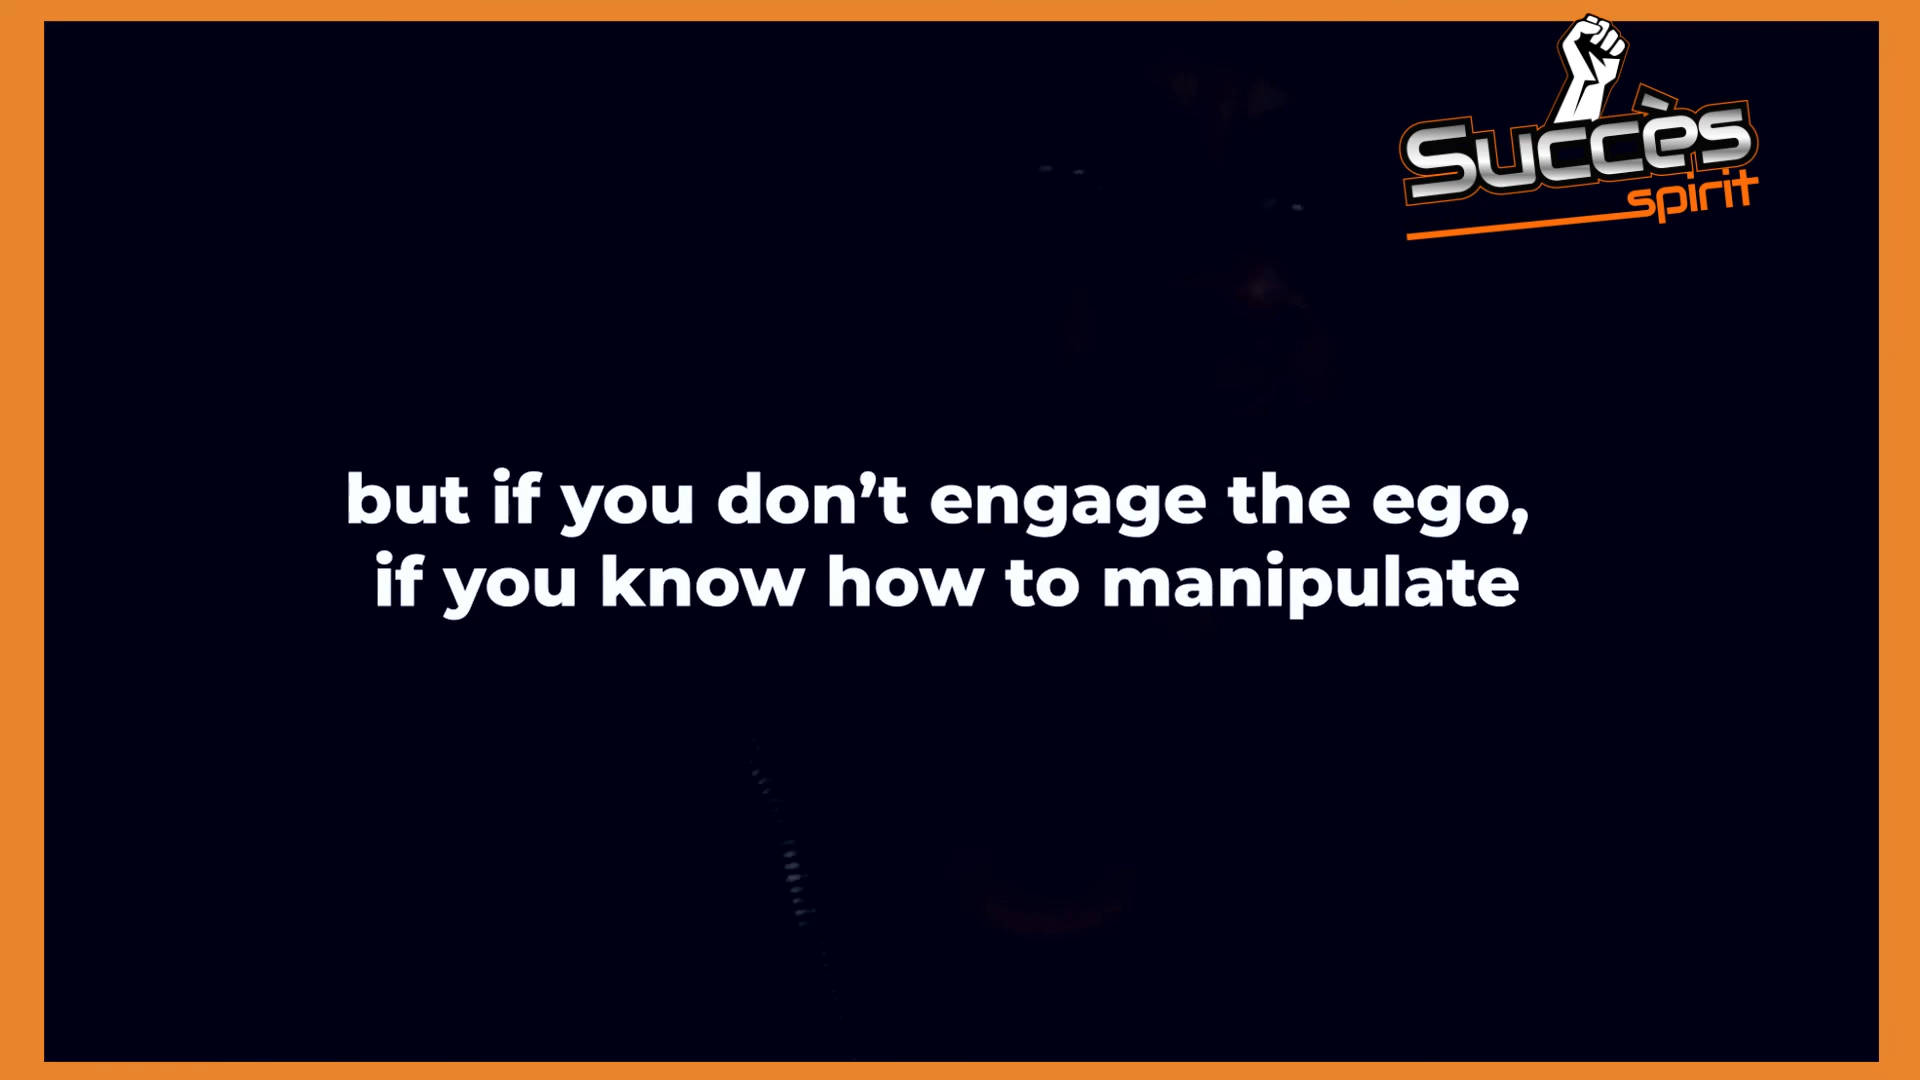 Succès
spirit
but if you don’t engage the ego,
if you know how to manipulate